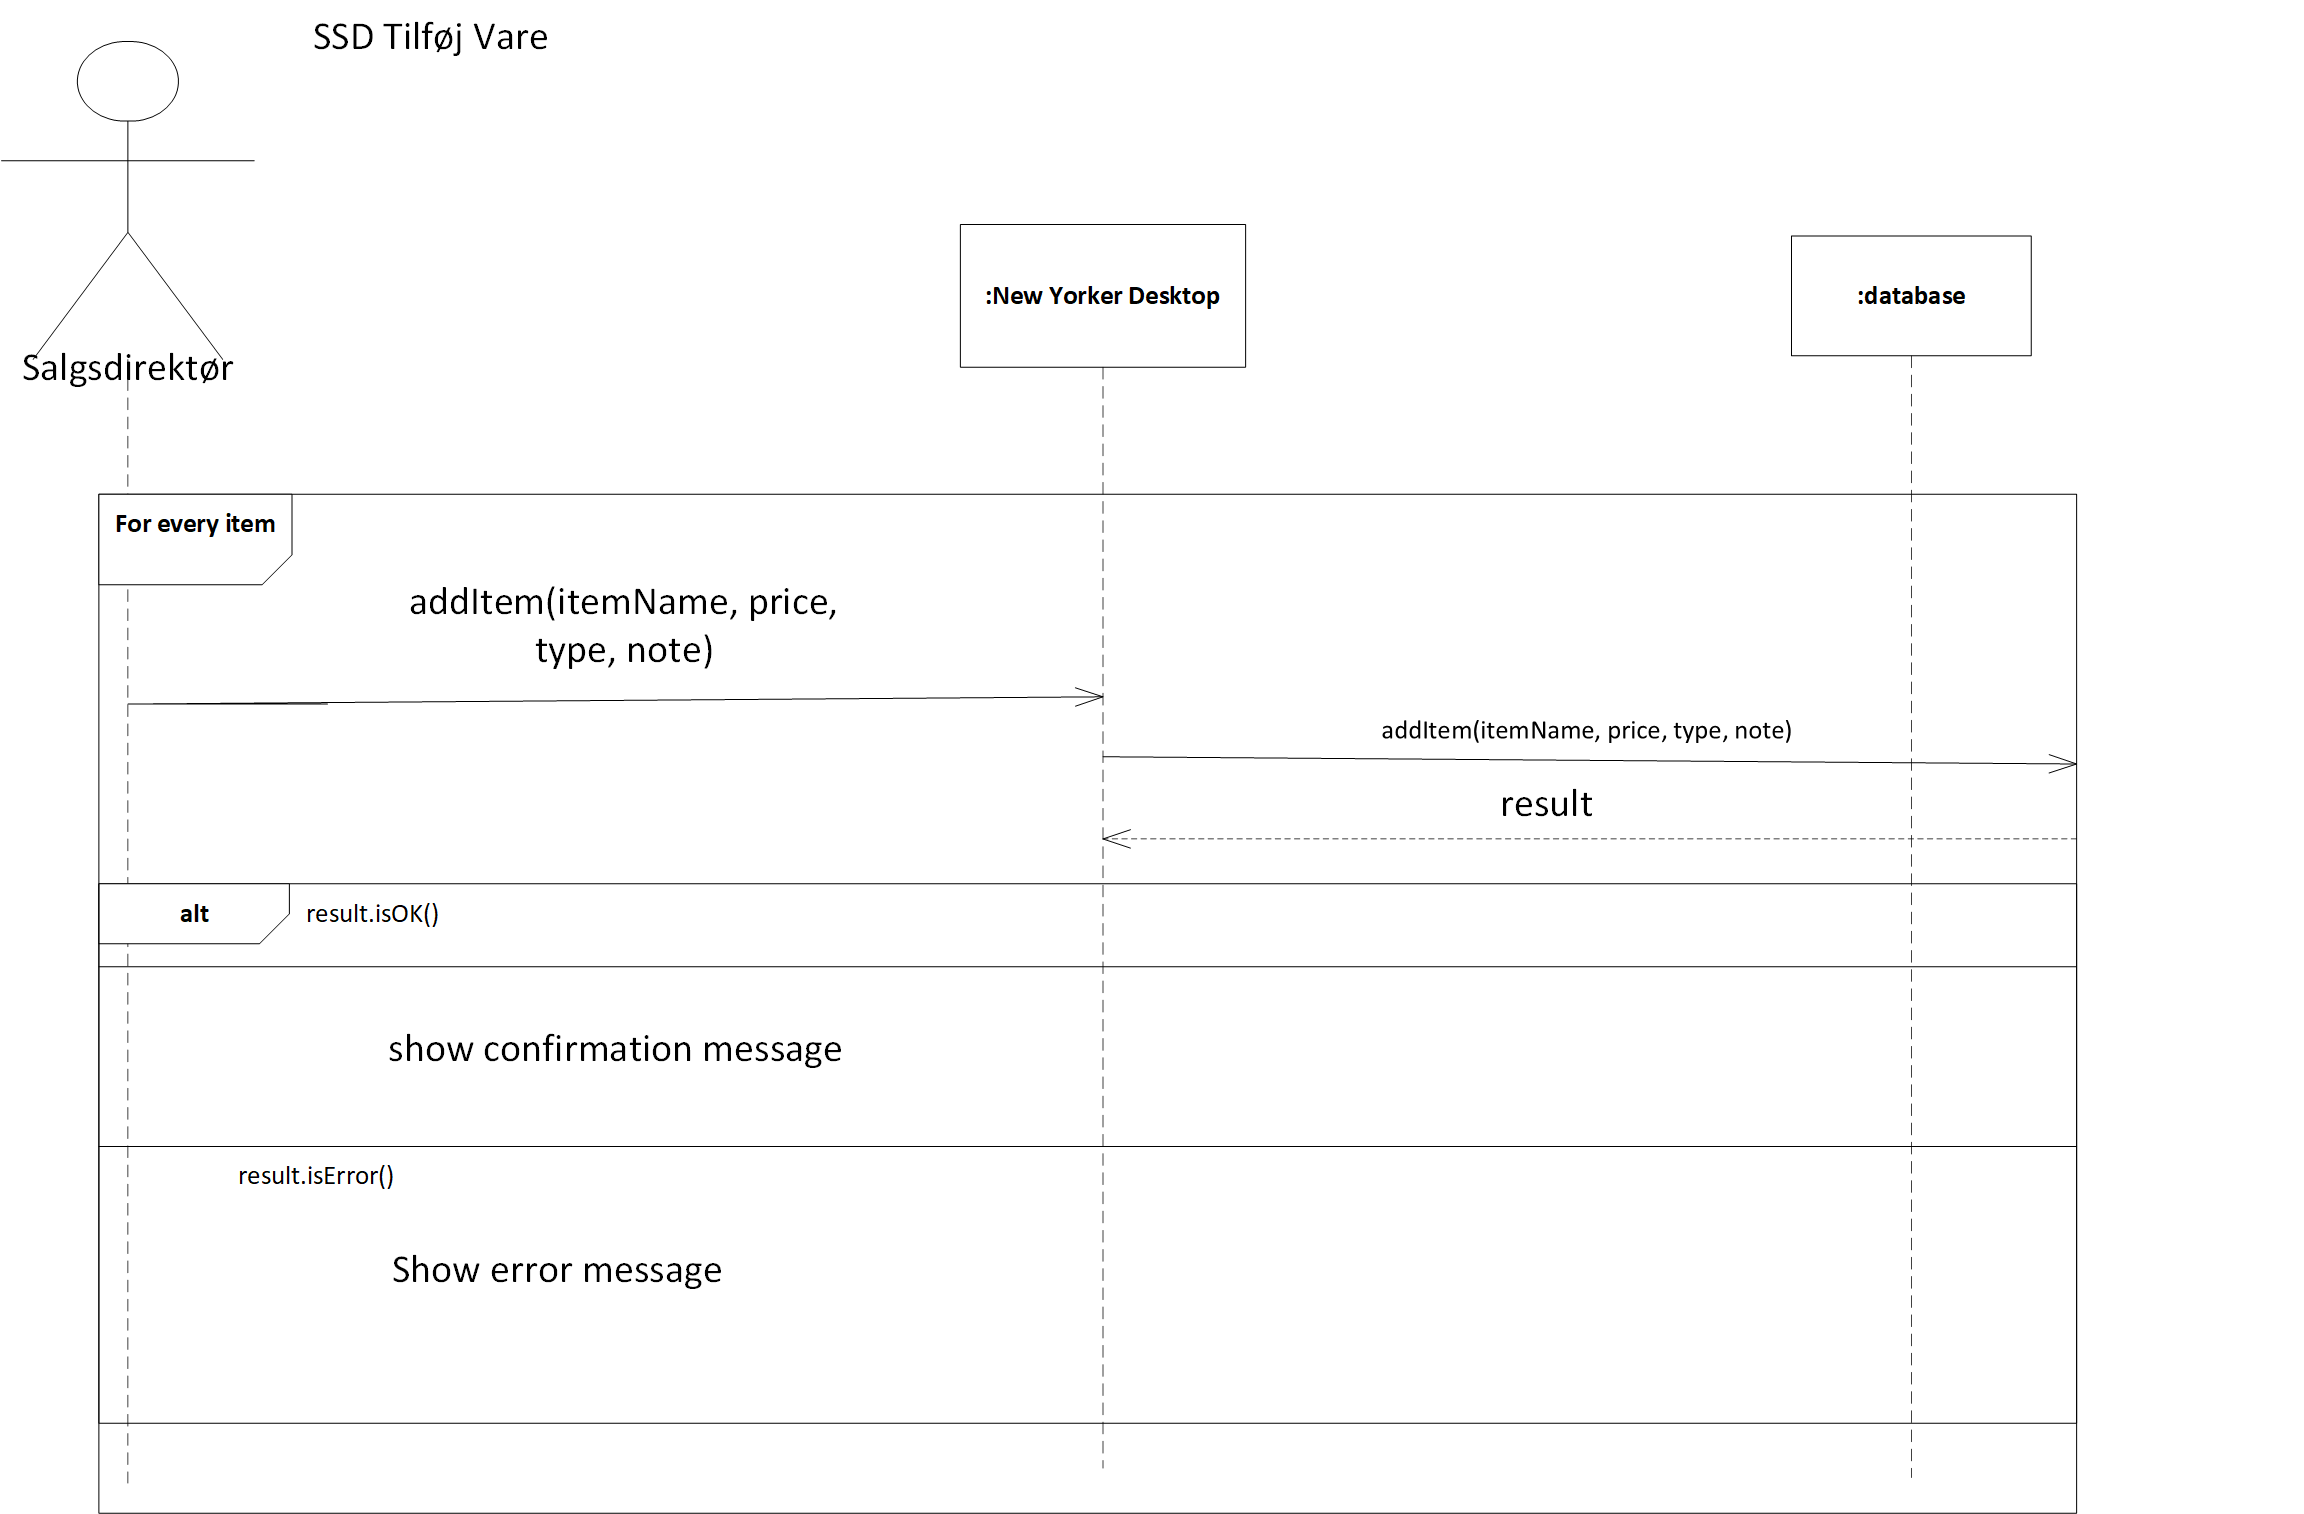 SSD Tilføj Vare
Salgsdirektør
:New Yorker Desktop
:database
For every item
addItem(itemName, price,
type, note)
addItem(itemName, price, type, note)
result
alt
result.isOK()
show confirmation message
result.isError()
Show error message